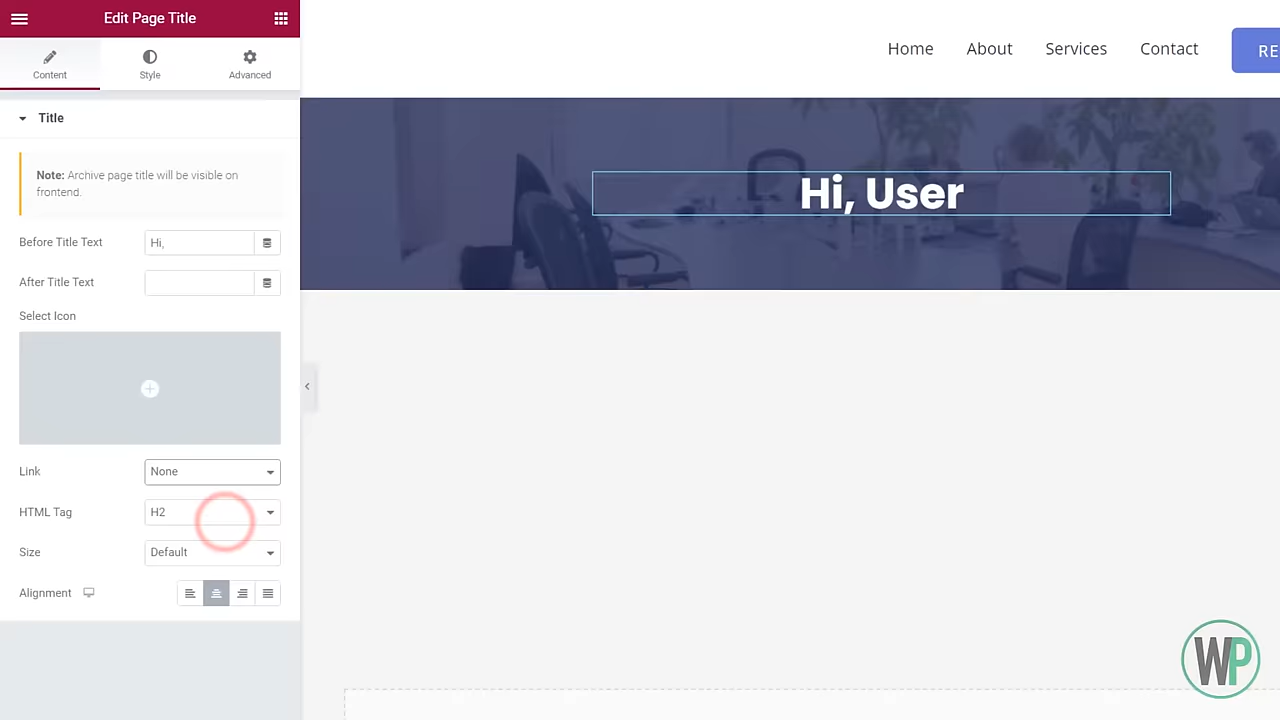 Edit Page Title
Content
Style
Advanced
Title
Note: Archive page title will be visible on
frontend.
Before Title Text
Hi,
After Title Text
Select Icon
Link
None
HTML Tag
H2
Size
Default
Alignment
Home
About
Services
Contact
RE
Hi, User
WP